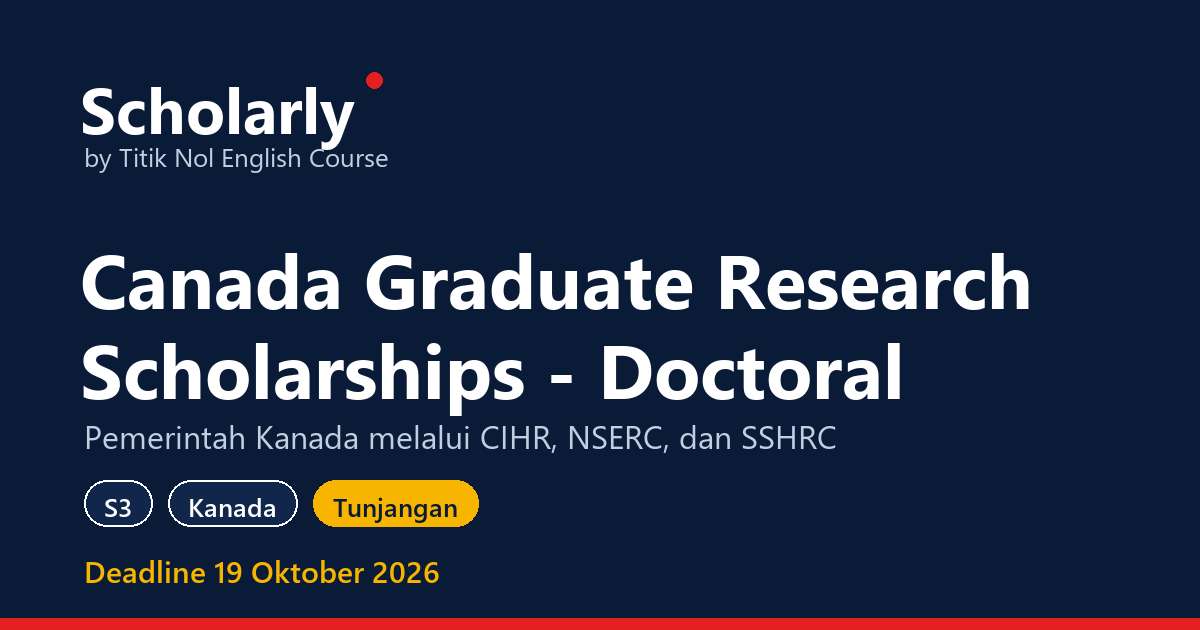 Scholarly
by Titik Nol English Course
Canada Graduate Research
Scholarships - Doctoral
Pemerintah Kanada melalui CIHR, NSERC, dan SSHRC
S3 Kanada Tunjangan
Deadline 19 Oktober 2026